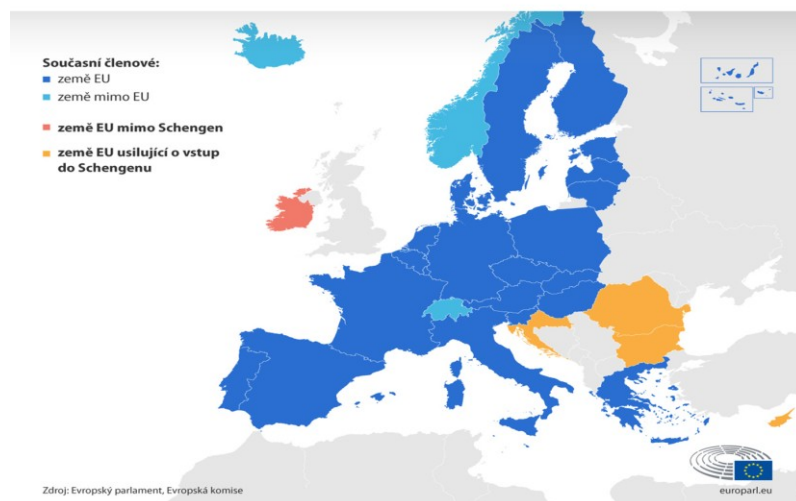 Současní členové:
země EU
země mimo EU
země EU mimo Schengen
země EU usilující o vstup
do Schengenu
Zdroj: Evropský parlament, Evropská komise
europarl.eu